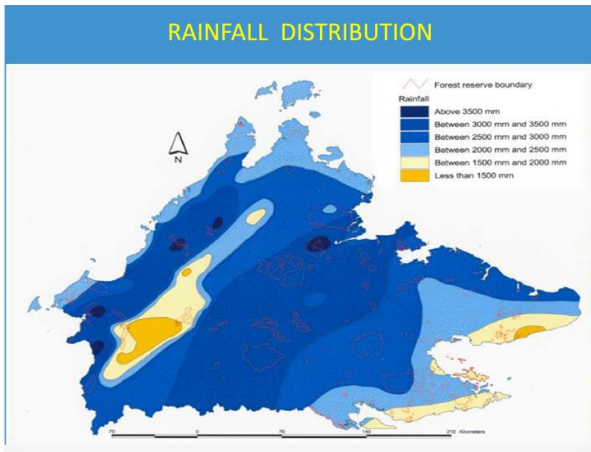 RAINFALL DISTRIBUTION
Forest reserve boundary
Rainfall
Above 3500 mm
Between 3000 mm and 3500 mm
Between 2500 mm and 3000 mm
Between 2000 mm and 2500 mm
Between 1500 mm and 2000 mm
Less than 1500 mm
N
70 0 70 140 210 Kilometers